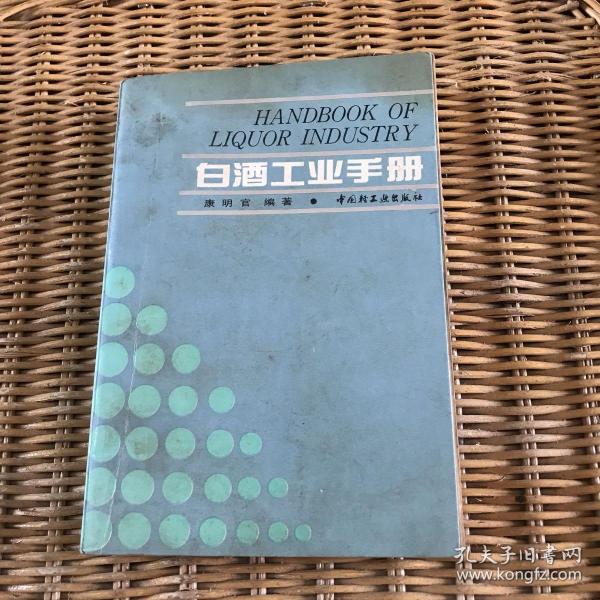 HANDBOOK OF
LIQUOR INDUSTRY
白酒工业手册
康明官 编著 ● 中国轻工业出版社
孔夫子旧书网
www.kongfz.com